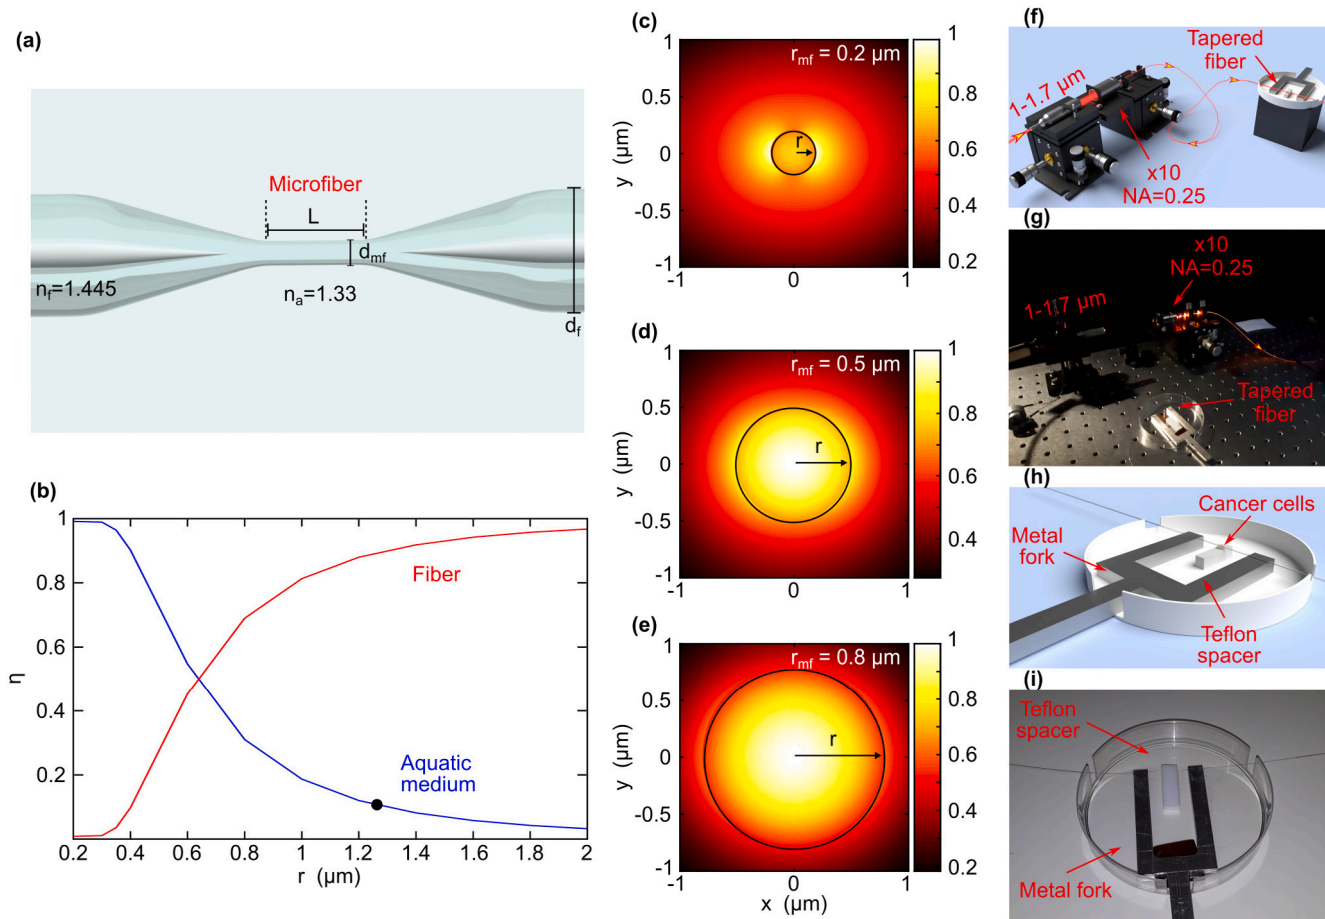 (a)
Microfiber
L
d_mf
n_f=1.445
n_a=1.33
d_f
(b)
1
0.8
0.6
0.4
0.2
η
Fiber
Aquatic
medium
0.2 0.4 0.6 0.8 1 1.2 1.4 1.6 1.8 2
r (μm)
(c)
r_mf = 0.2 μm
r
1
0.5
0
-0.5
-1
y (μm)
-1 0 1
1
0.8
0.6
0.4
0.2
(d)
r_mf = 0.5 μm
r
1
0.5
0
-0.5
-1
y (μm)
-1 0 1
1
0.8
0.6
0.4
(e)
r_mf = 0.8 μm
r
1
0.5
0
-0.5
-1
y (μm)
-1 0 1
x (μm)
1
0.8
0.6
0.4
0.2
(f)
Tapered
fiber
1-1.7 μm
x10
NA=0.25
(g)
x10
NA=0.25
1-1.7 μm
Tapered
fiber
(h)
Cancer cells
Metal
fork
Teflon
spacer
(i)
Teflon
spacer
Metal fork